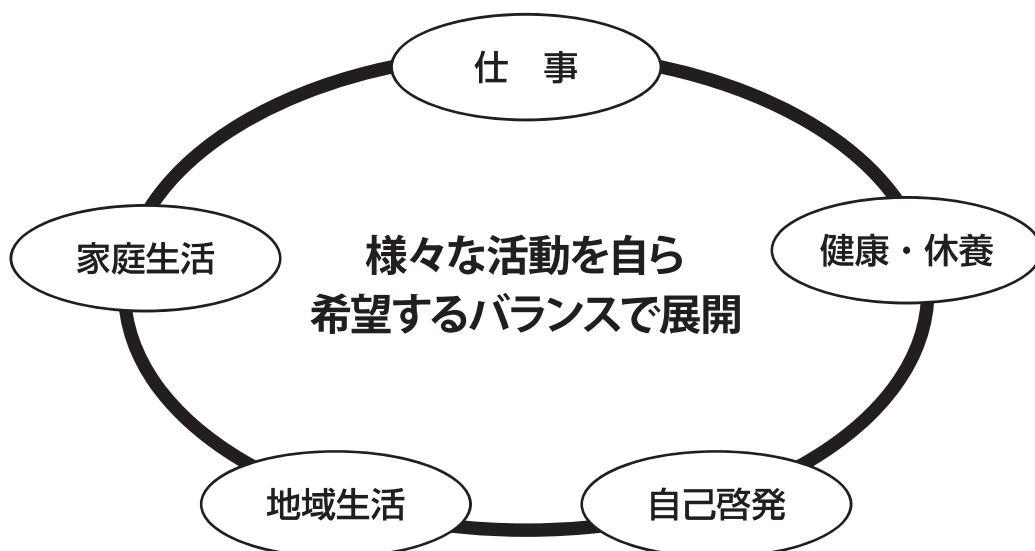 仕　事
家庭生活
健康・休養
様々な活動を自ら
希望するバランスで展開
地域生活
自己啓発